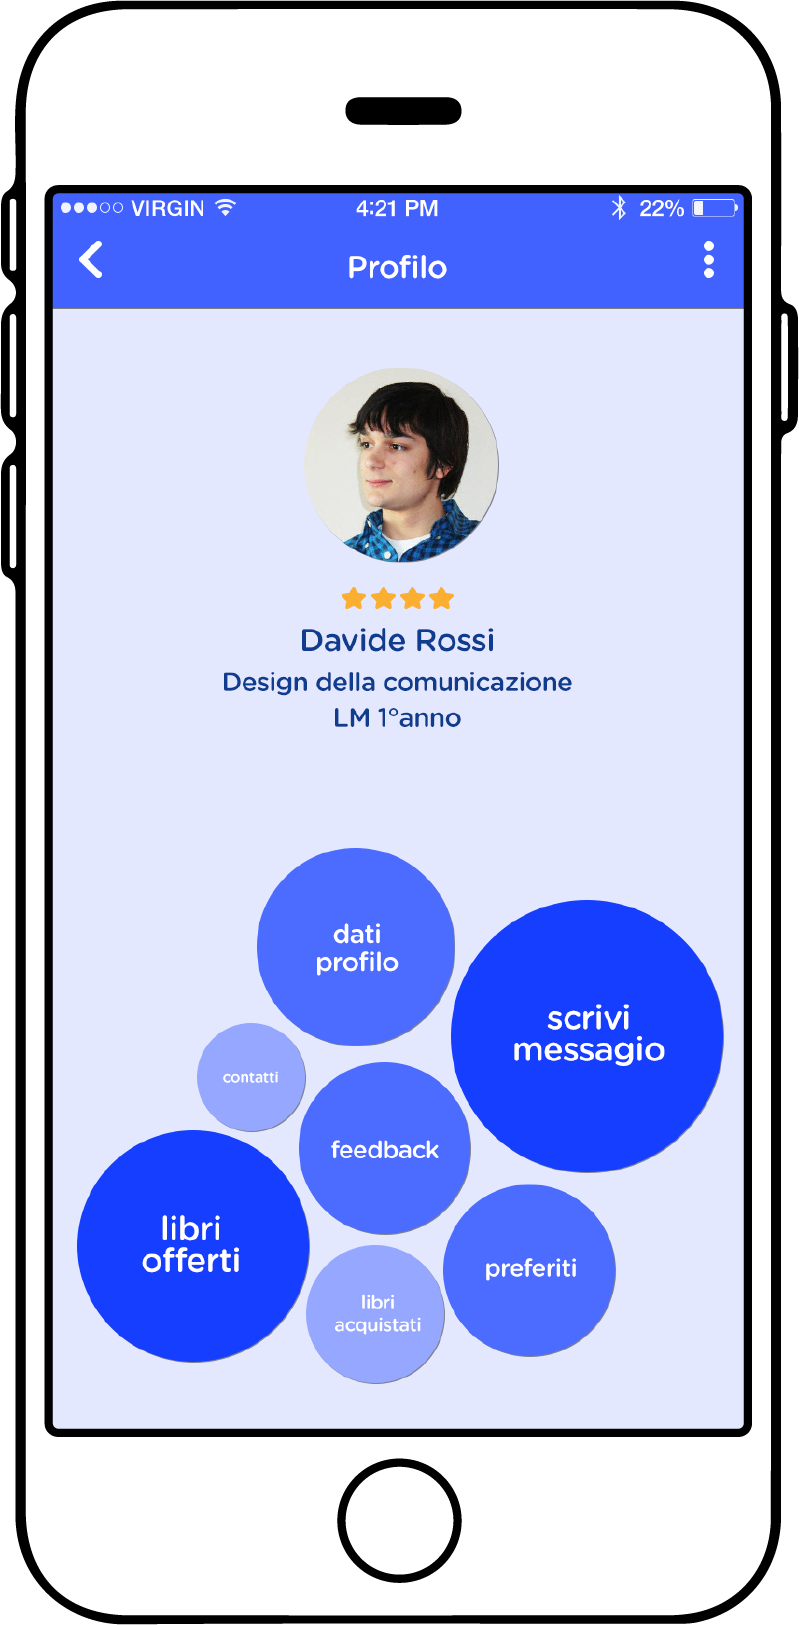 VIRGIN 4:21 PM 22%
Profilo
Davide Rossi
Design della comunicazione
LM 1°anno
dati
profilo
scrivi
messagio
contatti
feedback
libri
offerti
preferiti
libri
acquistati